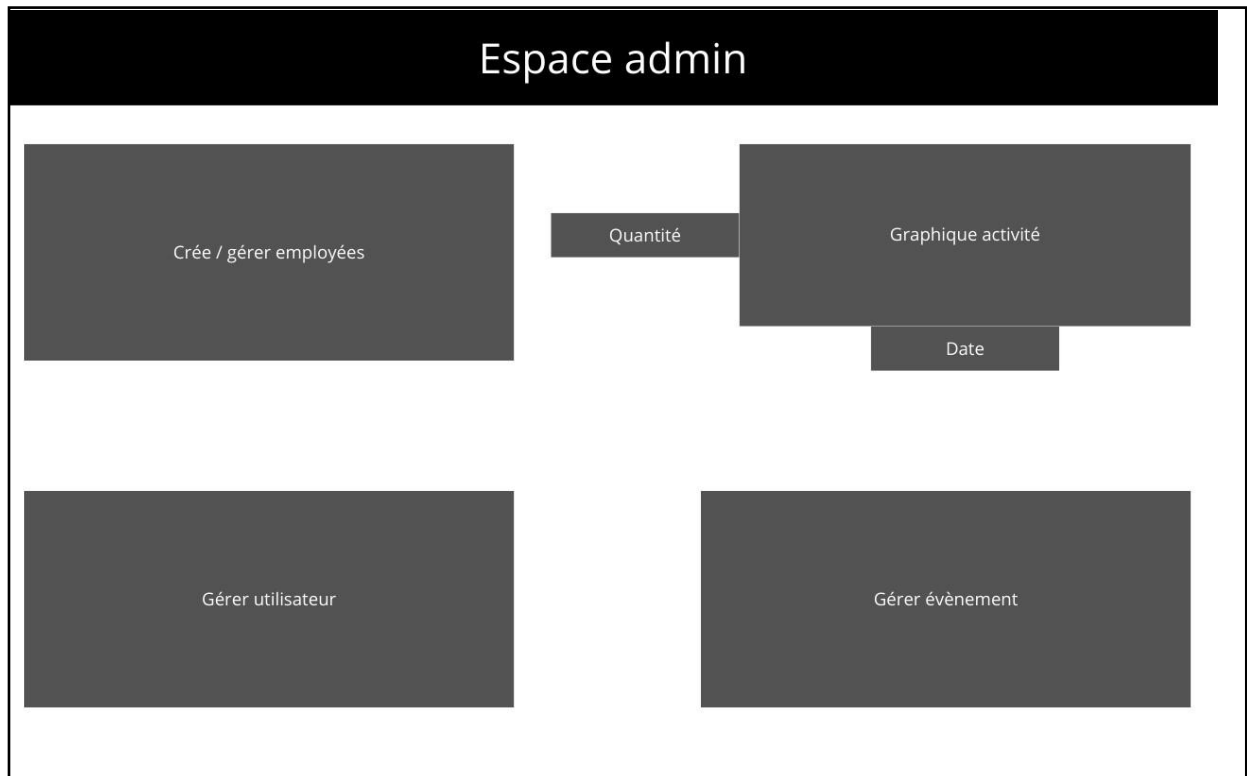 Espace admin
Crée / gérer employées
Quantité
Graphique activité
Date
Gérer utilisateur
Gérer évènement